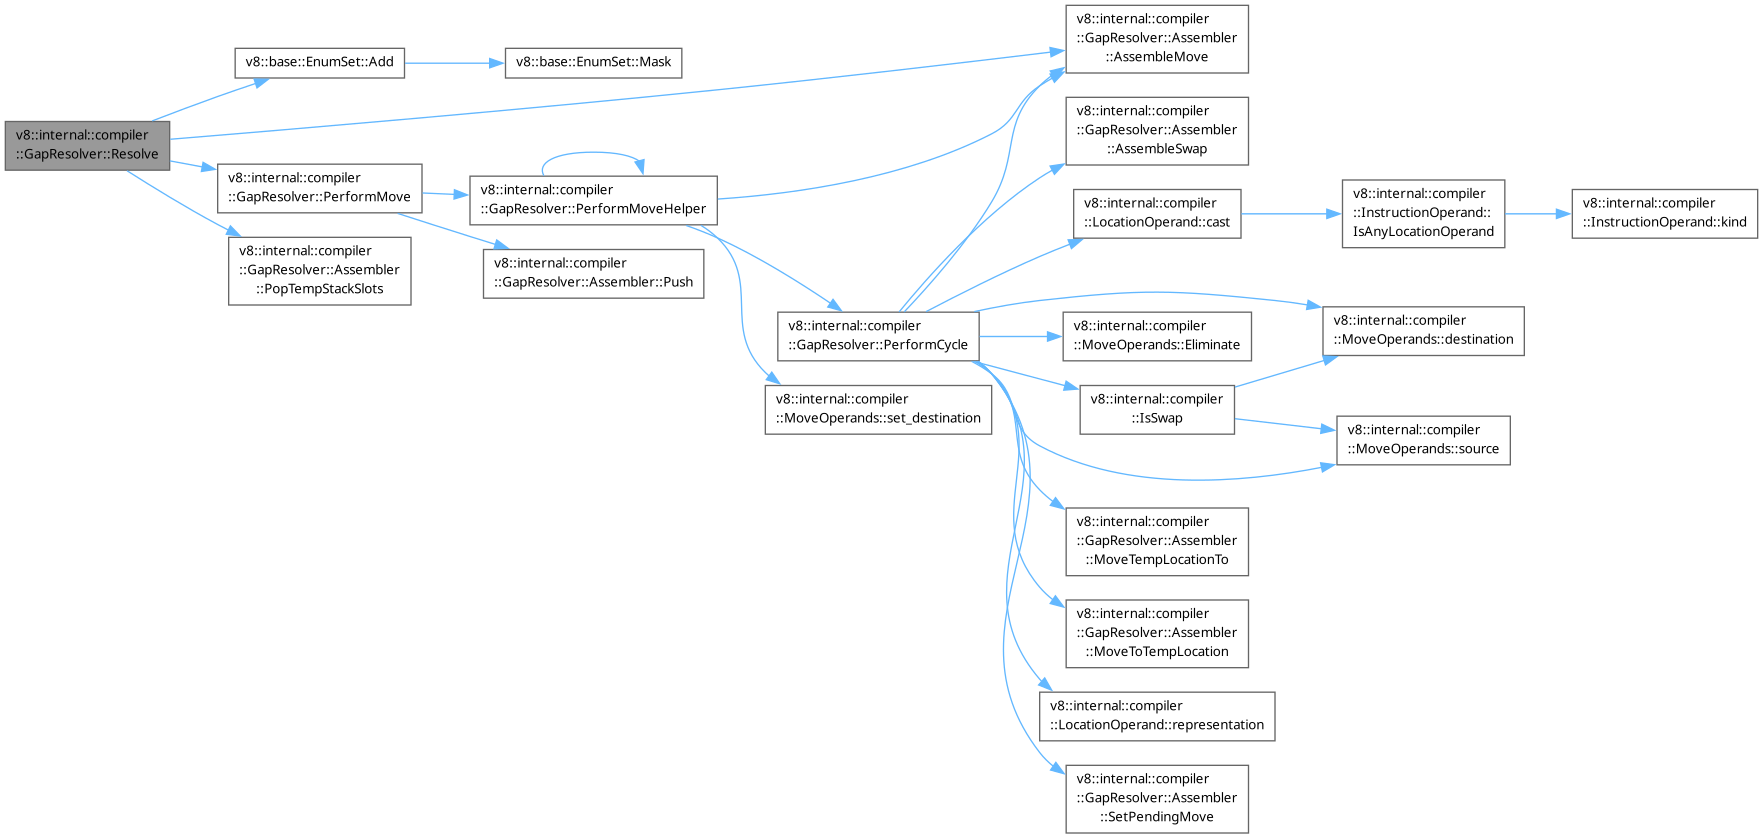 v8::internal::compiler
::GapResolver::Resolve
v8::base::EnumSet::Add
v8::base::EnumSet::Mask
v8::internal::compiler
::GapResolver::PerformMove
v8::internal::compiler
::GapResolver::Assembler
::PopTempStackSlots
v8::internal::compiler
::GapResolver::PerformMoveHelper
v8::internal::compiler
::GapResolver::Assembler::Push
v8::internal::compiler
::GapResolver::PerformCycle
v8::internal::compiler
::MoveOperands::set_destination
v8::internal::compiler
::GapResolver::Assembler
::AssembleMove
v8::internal::compiler
::GapResolver::Assembler
::AssembleSwap
v8::internal::compiler
::LocationOperand::cast
v8::internal::compiler
::InstructionOperand::
IsAnyLocationOperand
v8::internal::compiler
::InstructionOperand::kind
v8::internal::compiler
::MoveOperands::Eliminate
v8::internal::compiler
::MoveOperands::destination
v8::internal::compiler
::IsSwap
v8::internal::compiler
::MoveOperands::source
v8::internal::compiler
::GapResolver::Assembler
::MoveTempLocationTo
v8::internal::compiler
::GapResolver::Assembler
::MoveToTempLocation
v8::internal::compiler
::LocationOperand::representation
v8::internal::compiler
::GapResolver::Assembler
::SetPendingMove